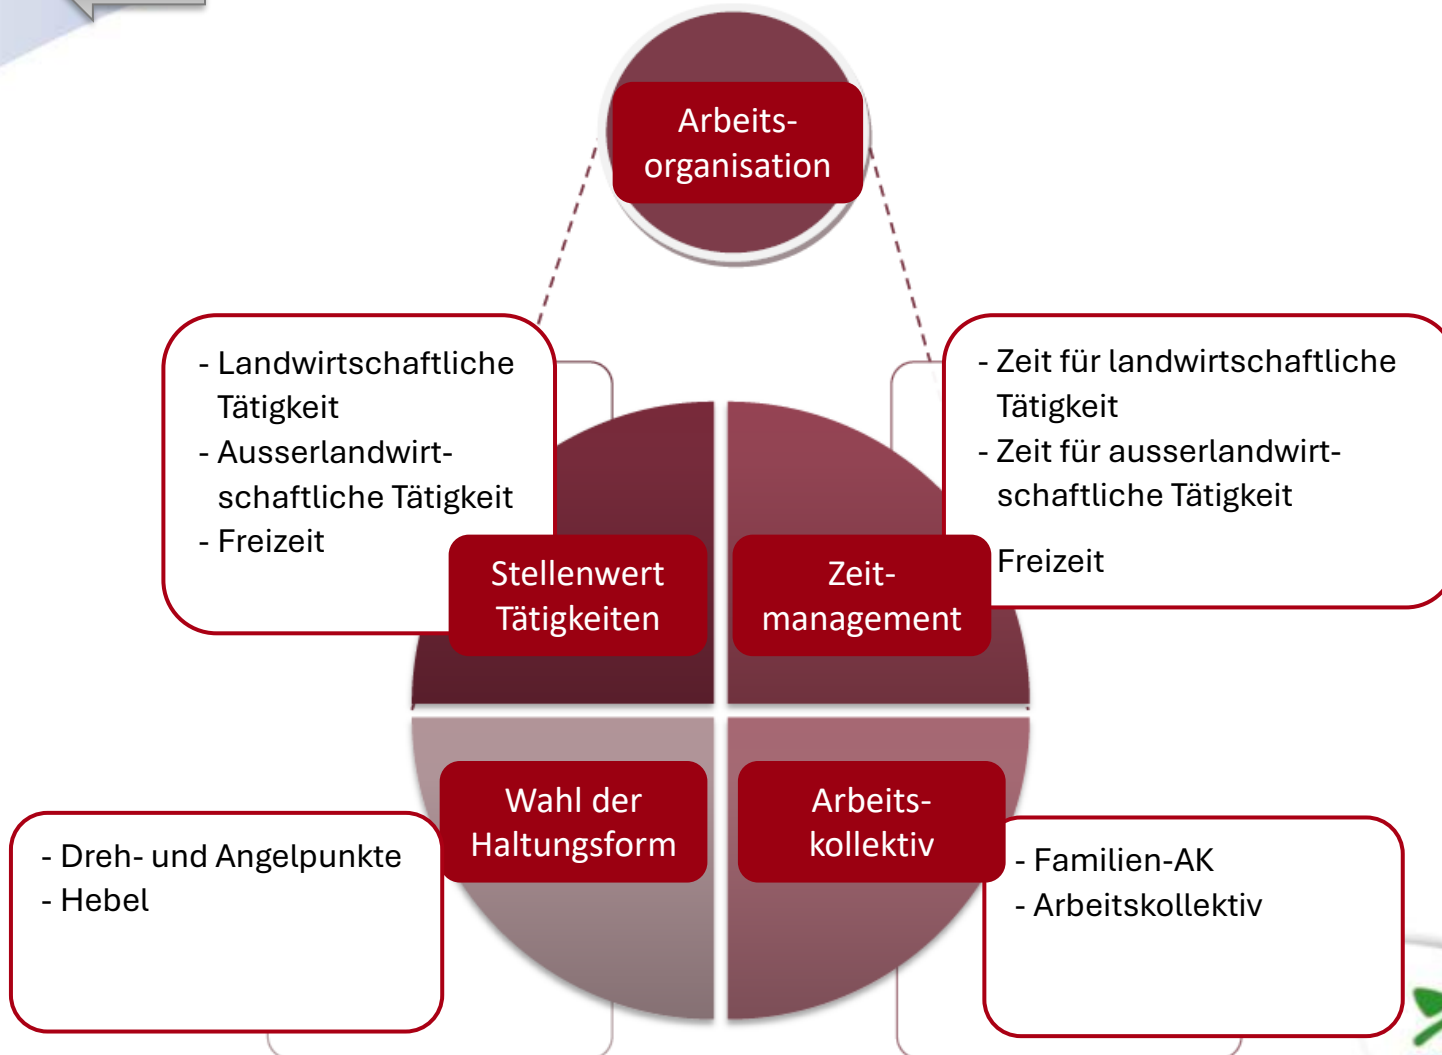 Arbeits-
organisation
- Landwirtschaftliche
Tätigkeit
- Ausserlandwirt-
schaftliche Tätigkeit
- Freizeit
- Zeit für landwirtschaftliche
Tätigkeit
- Zeit für ausserlandwirt-
schaftliche Tätigkeit
Freizeit
Stellenwert
Tätigkeiten
Zeit-
management
Wahl der
Haltungsform
Arbeits-
kollektiv
- Dreh- und Angelpunkte
- Hebel
- Familien-AK
- Arbeitskollektiv